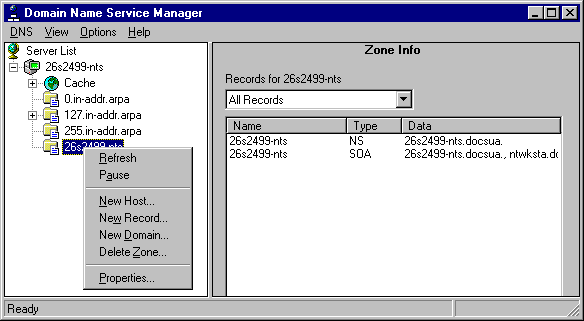 Domain Name Service Manager
DNS View Options Help
Server List
26s2499-nts
Cache
0.in-addr.arpa
127.in-addr.arpa
255.in-addr.arpa
26s2499-nts
Refresh
Pause
New Host...
New Record...
New Domain...
Delete Zone...
Properties...
Zone Info
Records for 26s2499-nts
All Records
Name Type Data
26s2499-nts NS 26s2499-nts.docsua.
26s2499-nts SOA 26s2499-nts.docsua., ntwksta.do
Ready